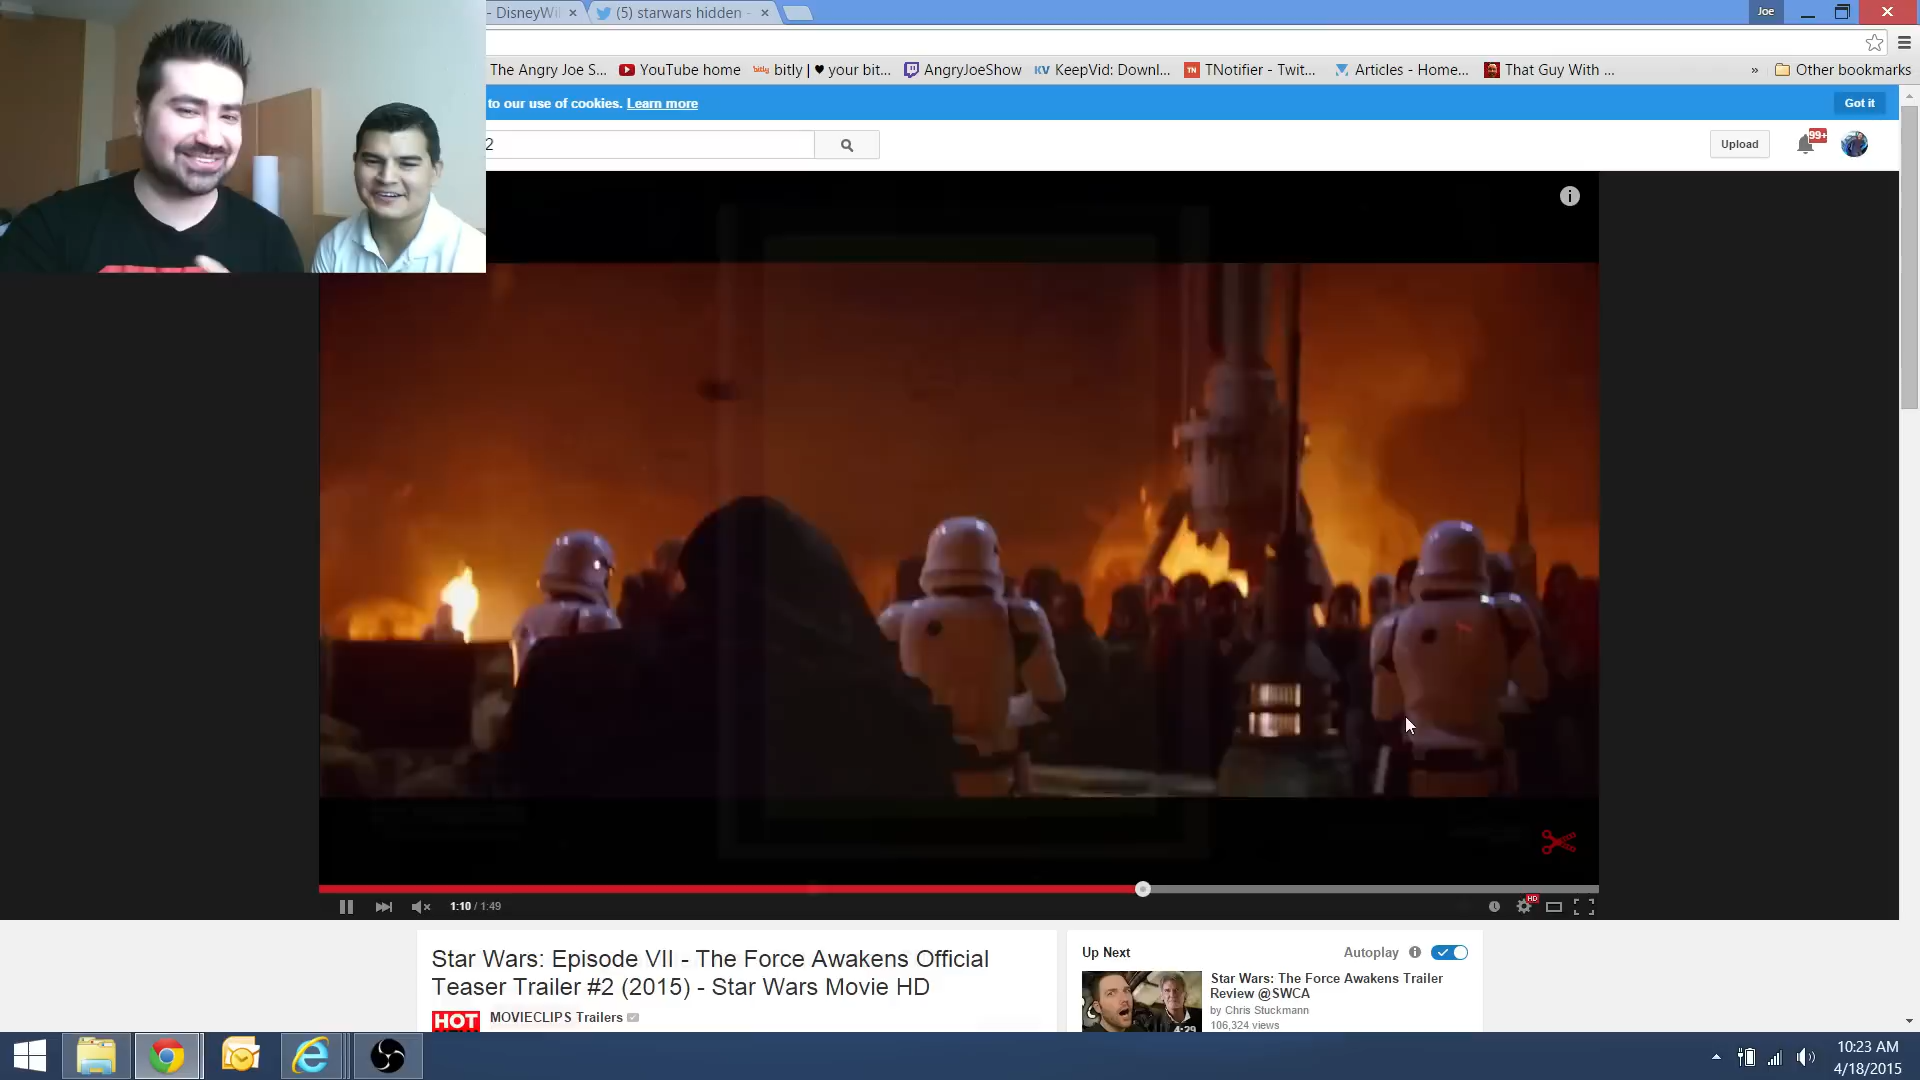 - DisneyWi
(5) starwars hidden -
Joe
The Angry Joe S...
YouTube home
bitly | ♥ your bit...
AngryJoeShow
KV KeepVid: Downl...
TN TNotifier - Twit...
Articles - Home...
That Guy With ...
»
Other bookmarks
to our use of cookies. Learn more
Got it
2
Upload
99+
1:10 / 1:49
HD
Star Wars: Episode VII - The Force Awakens Official
Teaser Trailer #2 (2015) - Star Wars Movie HD
HOT
MOVIECLIPS Trailers
Up Next
Autoplay
Star Wars: The Force Awakens Trailer
Review @SWCA
by Chris Stuckmann
106,324 views
4:29
10:23 AM
4/18/2015